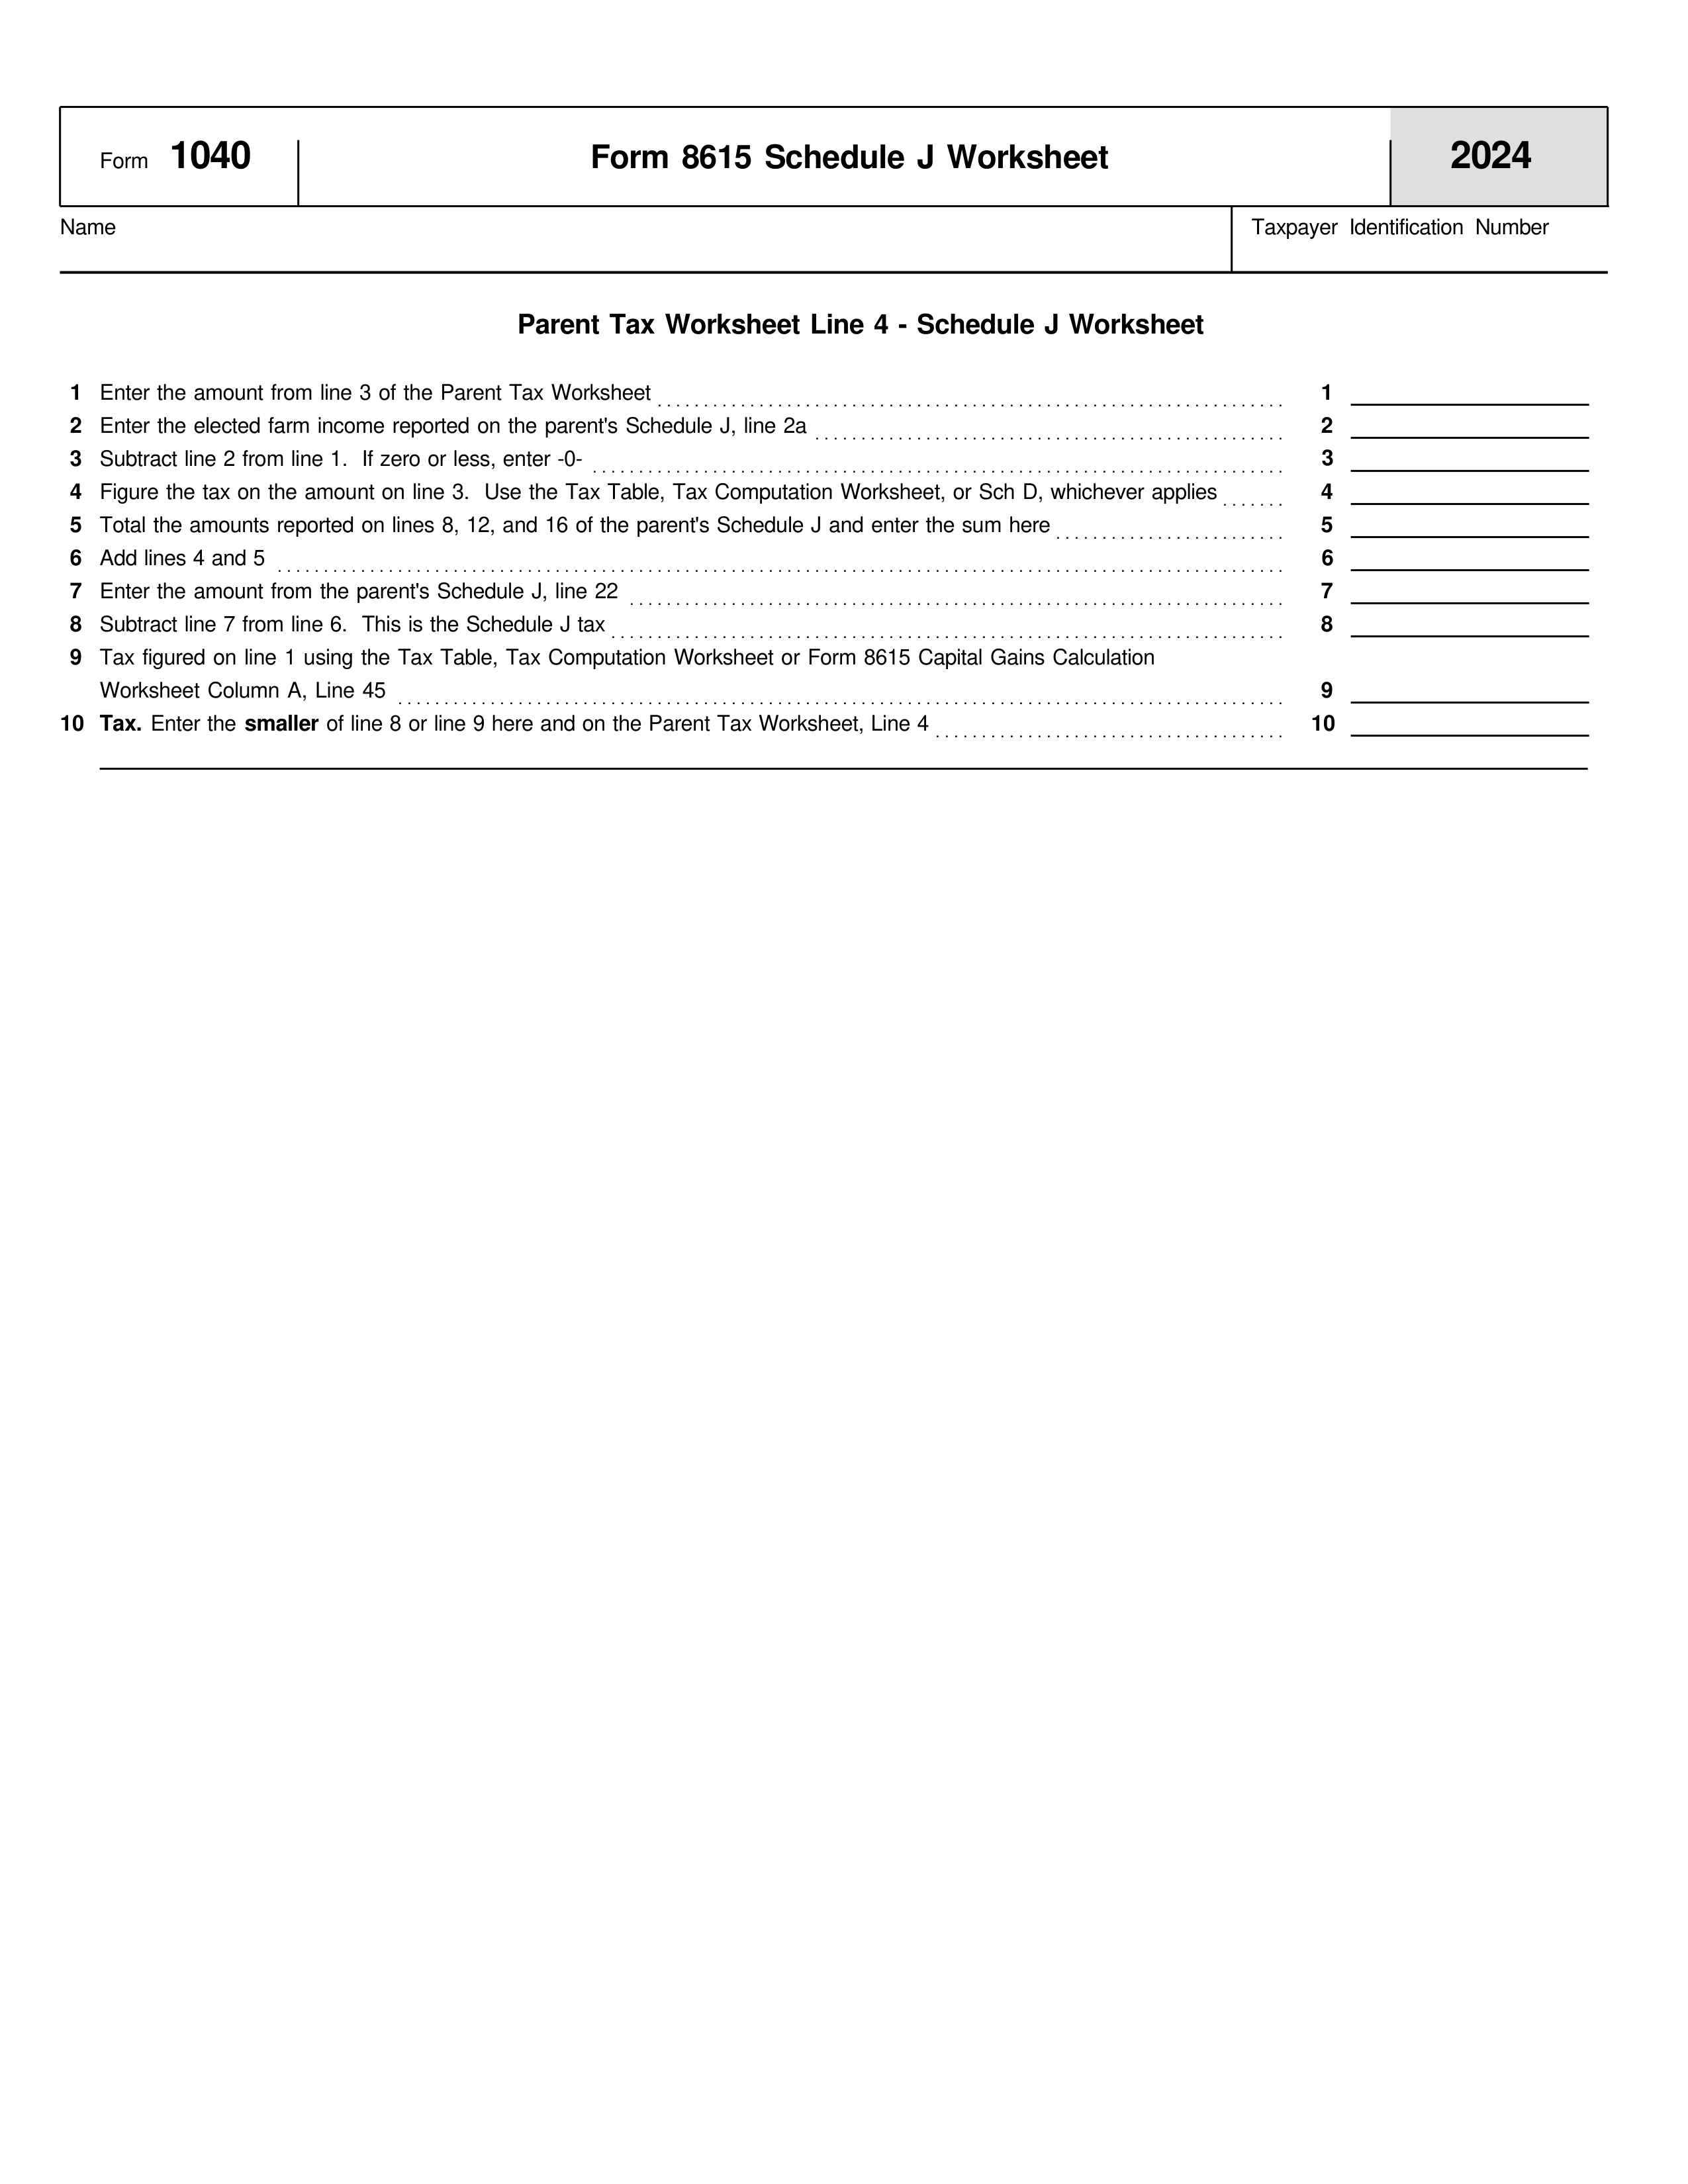 Form 1040 Form 8615 Schedule J Worksheet 2024
Name Taxpayer Identification Number
Parent Tax Worksheet Line 4 - Schedule J Worksheet
1 Enter the amount from line 3 of the Parent Tax Worksheet 1
2 Enter the elected farm income reported on the parent's Schedule J, line 2a 2
3 Subtract line 2 from line 1. If zero or less, enter -0- 3
4 Figure the tax on the amount on line 3. Use the Tax Table, Tax Computation Worksheet, or Sch D, whichever applies 4
5 Total the amounts reported on lines 8, 12, and 16 of the parent's Schedule J and enter the sum here 5
6 Add lines 4 and 5 6
7 Enter the amount from the parent's Schedule J, line 22 7
8 Subtract line 7 from line 6. This is the Schedule J tax 8
9 Tax figured on line 1 using the Tax Table, Tax Computation Worksheet or Form 8615 Capital Gains Calculation
Worksheet Column A, Line 45 9
10 Tax. Enter the smaller of line 8 or line 9 here and on the Parent Tax Worksheet, Line 4 10